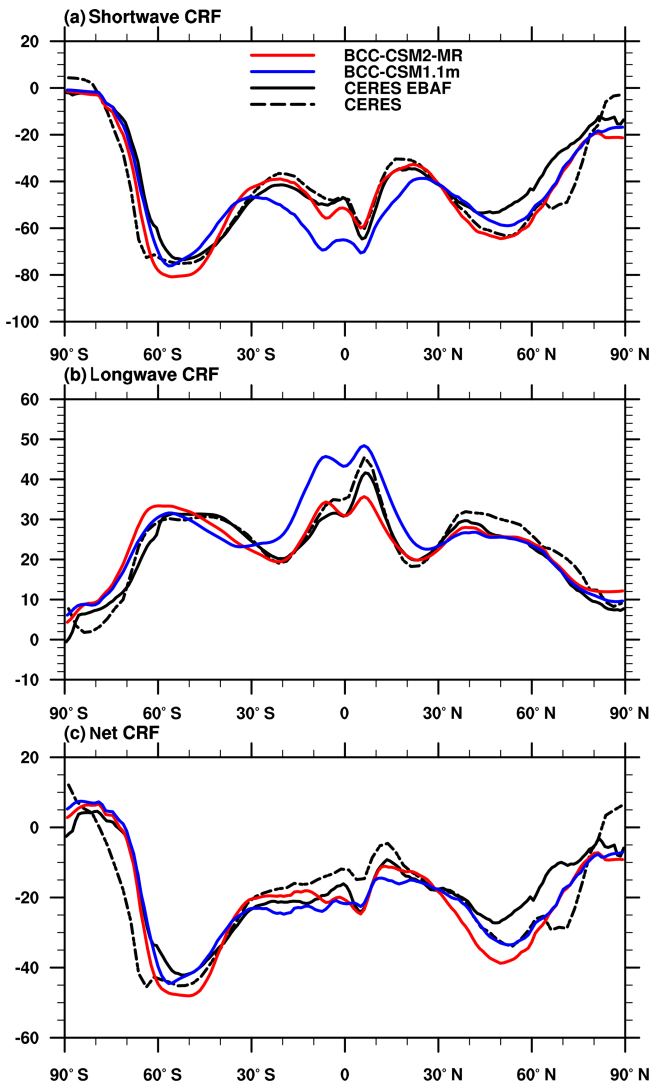 (a) Shortwave CRF
20
0
-20
-40
-60
-80
-100
BCC-CSM2-MR
BCC-CSM1.1m
CERES EBAF
CERES
90° S 60° S 30° S 0 30° N 60° N 90° N
(b) Longwave CRF
60
50
40
30
20
10
0
-10
90° S 60° S 30° S 0 30° N 60° N 90° N
(c) Net CRF
20
0
-20
-40
-60
90° S 60° S 30° S 0 30° N 60° N 90° N